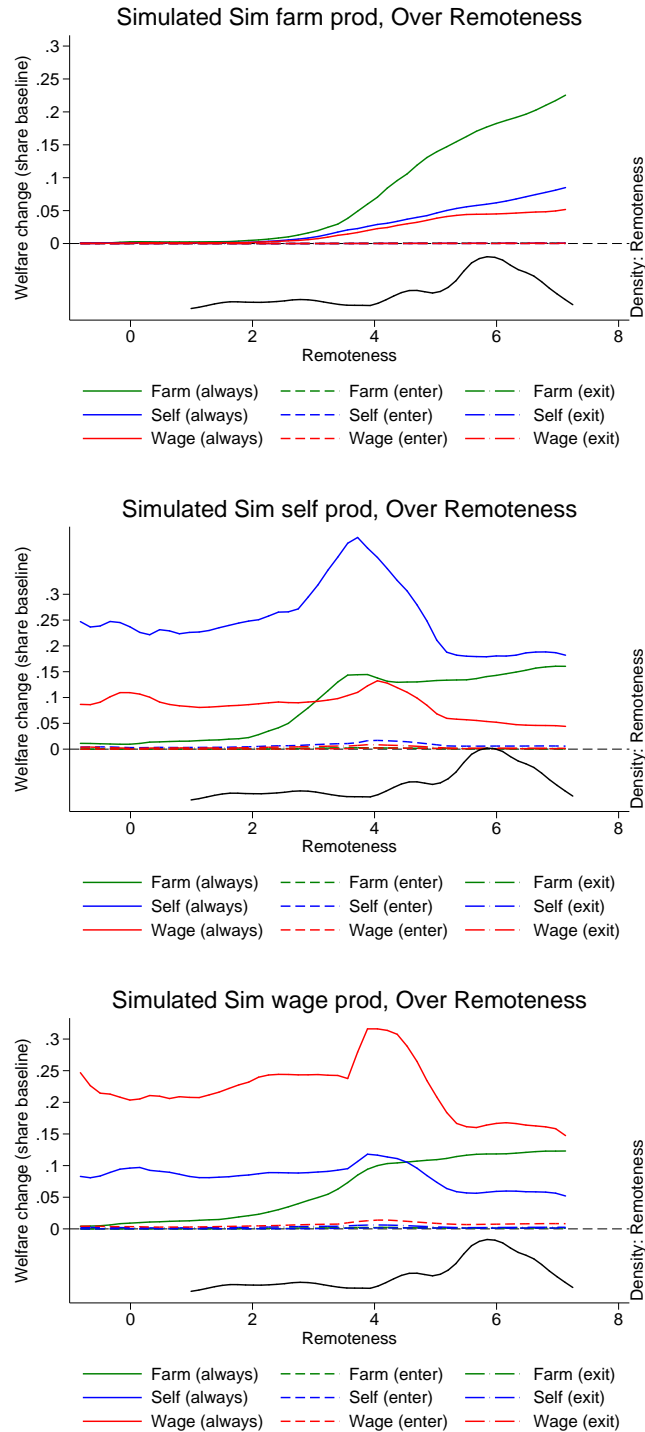 Simulated Sim farm prod, Over Remoteness
Welfare change (share baseline)
.3
.25
.2
.15
.1
.05
0
Density: Remoteness
0 2 4 6 8
Remoteness
Farm (always) Farm (enter) Farm (exit)
Self (always) Self (enter) Self (exit)
Wage (always) Wage (enter) Wage (exit)
Simulated Sim self prod, Over Remoteness
Welfare change (share baseline)
.3
.25
.2
.15
.1
.05
0
Density: Remoteness
0 2 4 6 8
Remoteness
Farm (always) Farm (enter) Farm (exit)
Self (always) Self (enter) Self (exit)
Wage (always) Wage (enter) Wage (exit)
Simulated Sim wage prod, Over Remoteness
Welfare change (share baseline)
.3
.25
.2
.15
.1
.05
0
Density: Remoteness
0 2 4 6 8
Remoteness
Farm (always) Farm (enter) Farm (exit)
Self (always) Self (enter) Self (exit)
Wage (always) Wage (enter) Wage (exit)